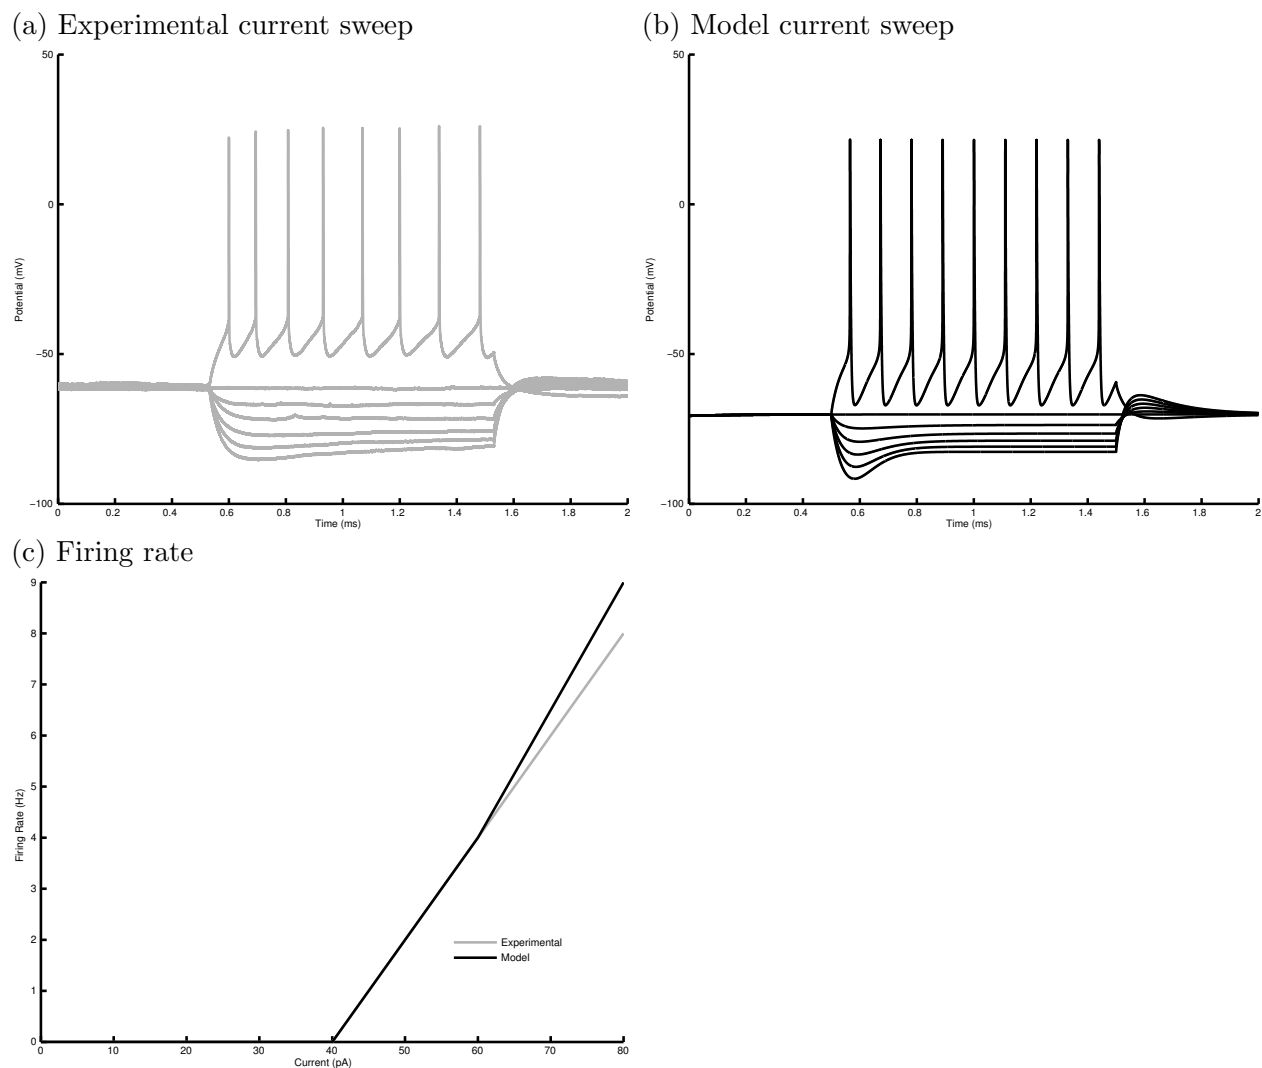 (a) Experimental current sweep
(b) Model current sweep
50
0
−50
−100
Potential (mV)
0 0.2 0.4 0.6 0.8 1 1.2 1.4 1.6 1.8 2
Time (ms)
50
0
−50
−100
Potential (mV)
0 0.2 0.4 0.6 0.8 1 1.2 1.4 1.6 1.8 2
Time (ms)
(c) Firing rate
9
8
7
6
5
4
3
2
1
0
Firing Rate (Hz)
Experimental
Model
0 10 20 30 40 50 60 70 80
Current (pA)